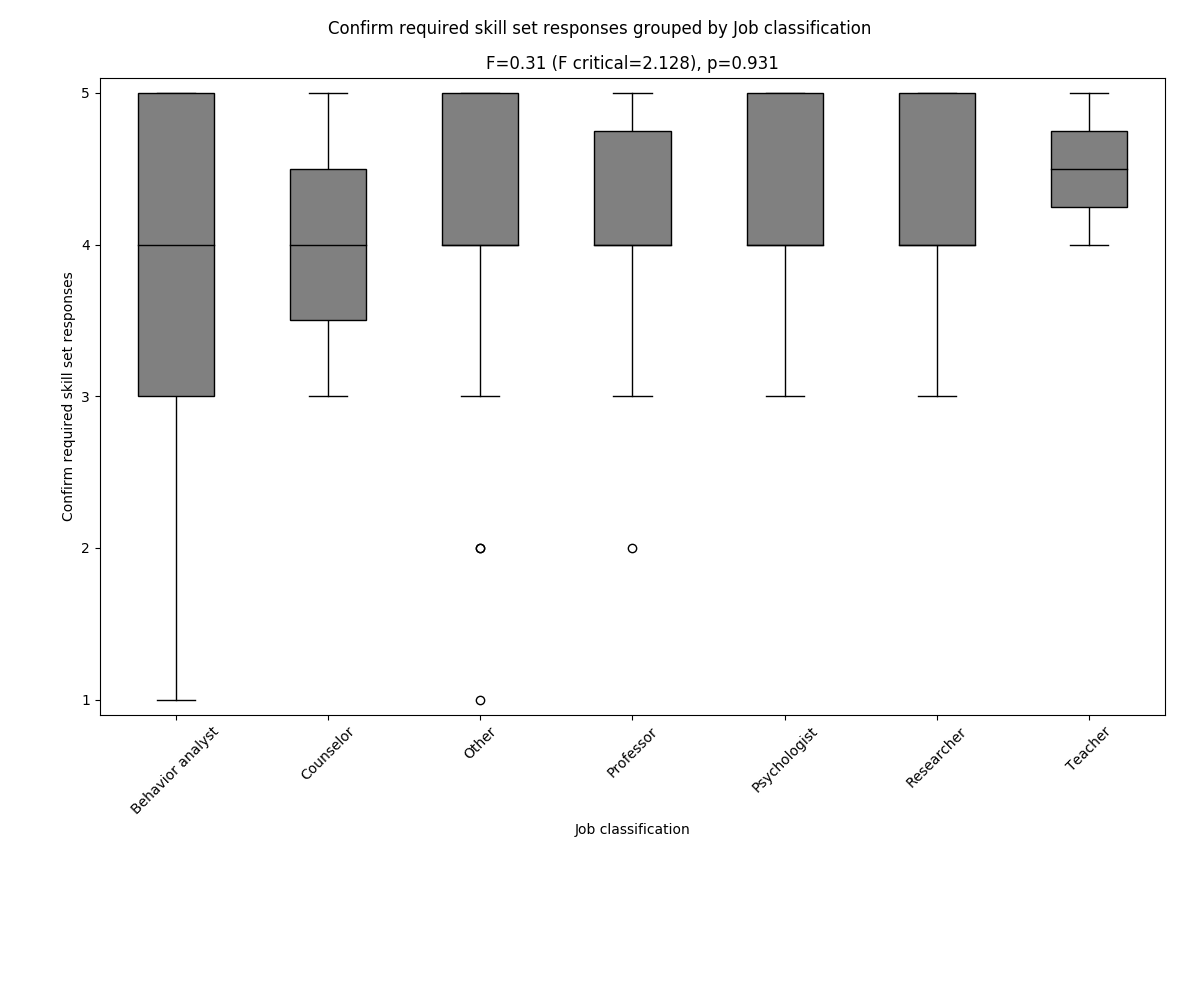 Confirm required skill set responses grouped by Job classification
F=0.31 (F critical=2.128), p=0.931
Confirm required skill set responses
5
4
3
2
1
Behavior analyst
Counselor
Other
Professor
Psychologist
Researcher
Teacher
Job classification